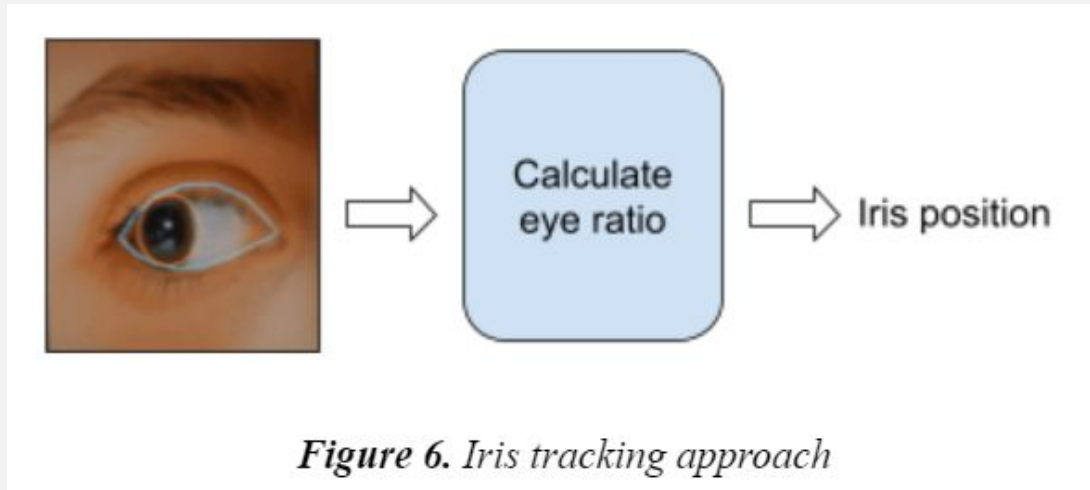 Calculate
eye ratio
Iris position
Figure 6. Iris tracking approach